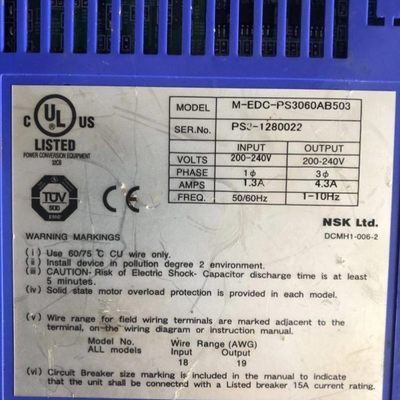 C UL US
LISTED
POWER CONVERSION EQUIPMENT
MODEL M-EDC-PS3060AB503
SER.No. PS3-1280022
INPUT OUTPUT
VOLTS 200-240V 200-240V
PHASE 1ϕ 3ϕ
AMPS 1.3A 4.3A
FREQ. 50/60Hz 1-10Hz
TÜV
CE
NSK Ltd.
DCMH1-006-2
WARNING MARKINGS
(i) Use 60/75 ℃ CU wire only.
(ii) Install device in pollution degree 2 environment.
(iii) CAUTION- Risk of Electric Shock- Capacitor discharge time is at least
5 minutes.
(iv) Solid state motor overload protection is provided in each model.
(v) Wire range for field wiring terminals are marked adjacent to the
terminal, on-the wiring diagram or instruction manual.
Model No. Wire Range (AWG)
ALL models Input Output
18 19
(vi) Circuit Breaker size marking is included in the manual to indicate
that the unit shall be connectnd with a Listed breaker 15A current rating.